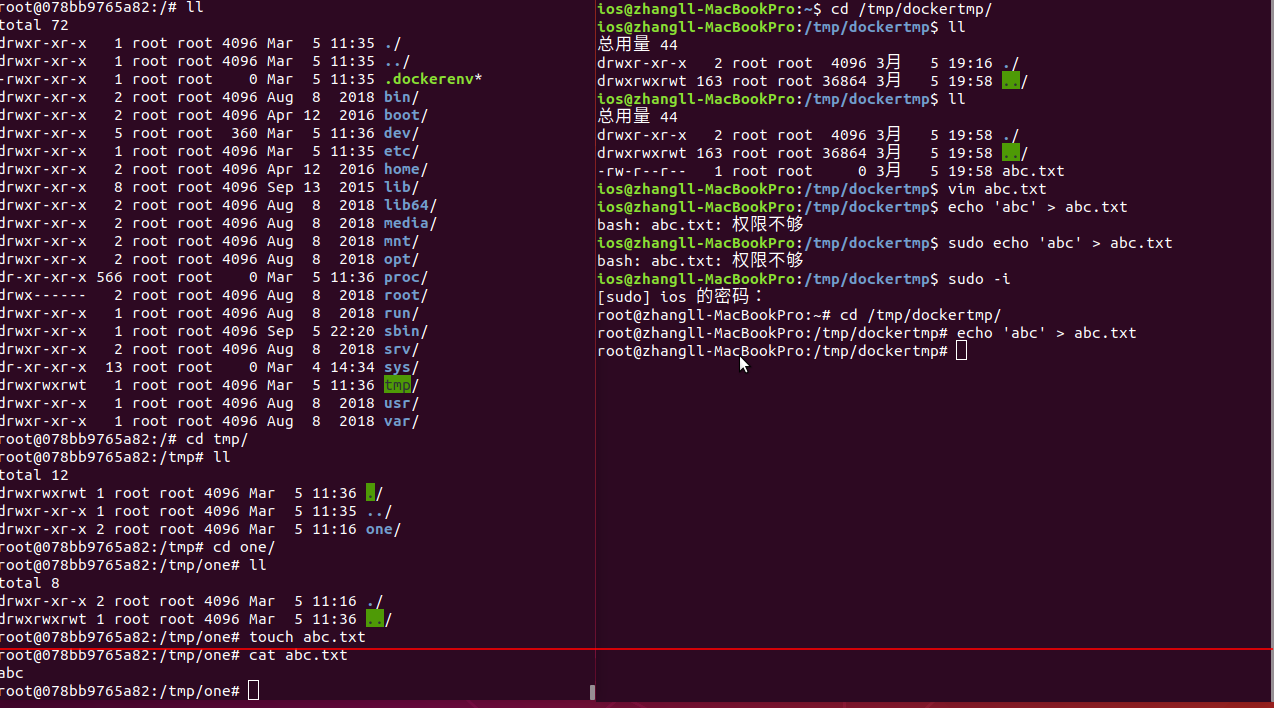 root@078bb9765a82:/# ll
total 72
drwxr-xr-x   1 root root 4096 Mar  5 11:35 ./
drwxr-xr-x   1 root root 4096 Mar  5 11:35 ../
-rwxr-xr-x   1 root root    0 Mar  5 11:35 .dockerenv*
drwxr-xr-x   2 root root 4096 Aug  8  2018 bin/
drwxr-xr-x   2 root root 4096 Apr 12  2016 boot/
drwxr-xr-x   5 root root  360 Mar  5 11:36 dev/
drwxr-xr-x   1 root root 4096 Mar  5 11:35 etc/
drwxr-xr-x   2 root root 4096 Apr 12  2016 home/
drwxr-xr-x   8 root root 4096 Sep 13  2015 lib/
drwxr-xr-x   2 root root 4096 Aug  8  2018 lib64/
drwxr-xr-x   2 root root 4096 Aug  8  2018 media/
drwxr-xr-x   2 root root 4096 Aug  8  2018 mnt/
drwxr-xr-x   2 root root 4096 Aug  8  2018 opt/
dr-xr-xr-x 566 root root    0 Mar  5 11:36 proc/
drwx------   2 root root 4096 Aug  8  2018 root/
drwxr-xr-x   1 root root 4096 Aug  8  2018 run/
drwxr-xr-x   1 root root 4096 Sep  5 22:20 sbin/
drwxr-xr-x   2 root root 4096 Aug  8  2018 srv/
dr-xr-xr-x  13 root root    0 Mar  4 14:34 sys/
drwxrwxrwt   1 root root 4096 Mar  5 11:36 tmp/
drwxr-xr-x   1 root root 4096 Aug  8  2018 usr/
drwxr-xr-x   1 root root 4096 Aug  8  2018 var/
root@078bb9765a82:/# cd tmp/
root@078bb9765a82:/tmp# ll
total 12
drwxrwxrwt 1 root root 4096 Mar  5 11:36 ./
drwxr-xr-x 1 root root 4096 Mar  5 11:35 ../
drwxr-xr-x 2 root root 4096 Mar  5 11:16 one/
root@078bb9765a82:/tmp# cd one/
root@078bb9765a82:/tmp/one# ll
total 8
drwxr-xr-x 2 root root 4096 Mar  5 11:16 ./
drwxrwxrwt 1 root root 4096 Mar  5 11:36 ../
root@078bb9765a82:/tmp/one# touch abc.txt
root@078bb9765a82:/tmp/one# cat abc.txt
abc
root@078bb9765a82:/tmp/one#
ios@zhangll-MacBookPro:~$ cd /tmp/dockertmp/
ios@zhangll-MacBookPro:/tmp/dockertmp$ ll
总用量 44
drwxr-xr-x   2 root root  4096 3月   5 19:16 ./
drwxrwxrwt 163 root root 36864 3月   5 19:58 ../
ios@zhangll-MacBookPro:/tmp/dockertmp$ ll
总用量 44
drwxr-xr-x   2 root root  4096 3月   5 19:58 ./
drwxrwxrwt 163 root root 36864 3月   5 19:58 ../
-rw-r--r--   1 root root     0 3月   5 19:58 abc.txt
ios@zhangll-MacBookPro:/tmp/dockertmp$ vim abc.txt
ios@zhangll-MacBookPro:/tmp/dockertmp$ echo 'abc' > abc.txt
bash: abc.txt: 权限不够
ios@zhangll-MacBookPro:/tmp/dockertmp$ sudo echo 'abc' > abc.txt
bash: abc.txt: 权限不够
ios@zhangll-MacBookPro:/tmp/dockertmp$ sudo -i
[sudo] ios 的密码：
root@zhangll-MacBookPro:~# cd /tmp/dockertmp/
root@zhangll-MacBookPro:/tmp/dockertmp# echo 'abc' > abc.txt
root@zhangll-MacBookPro:/tmp/dockertmp#